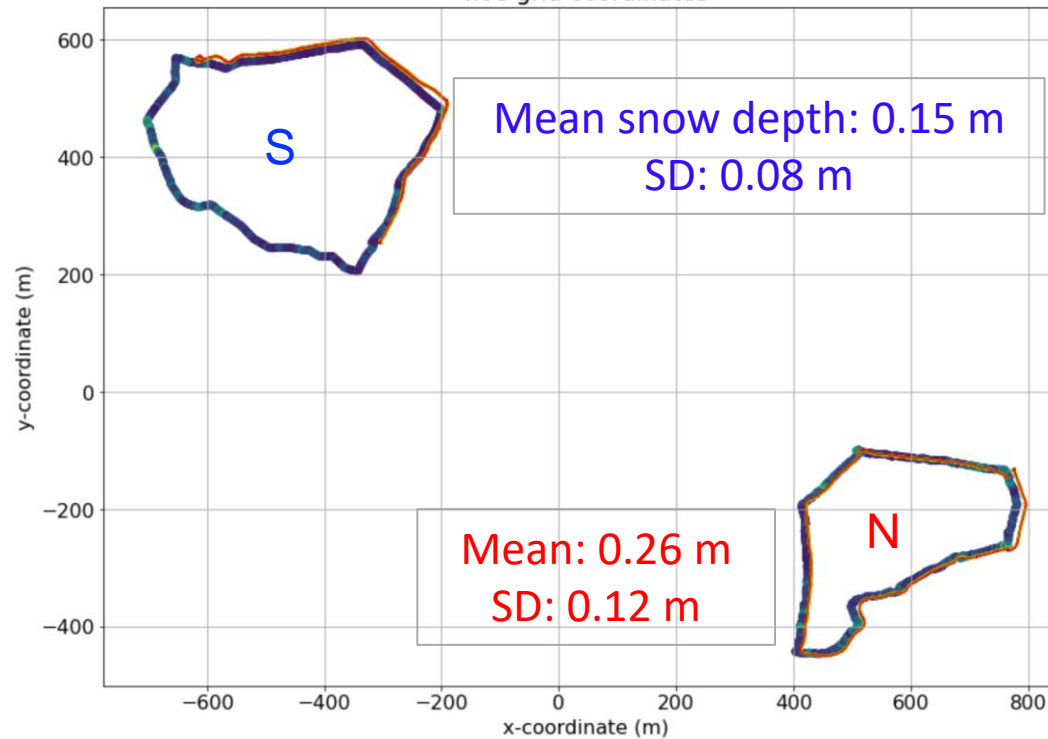 600
400
200
0
−200
−400
y-coordinate (m)
S
Mean snow depth: 0.15 m
SD: 0.08 m
N
Mean: 0.26 m
SD: 0.12 m
−600 −400 −200 0 200 400 600 800
x-coordinate (m)